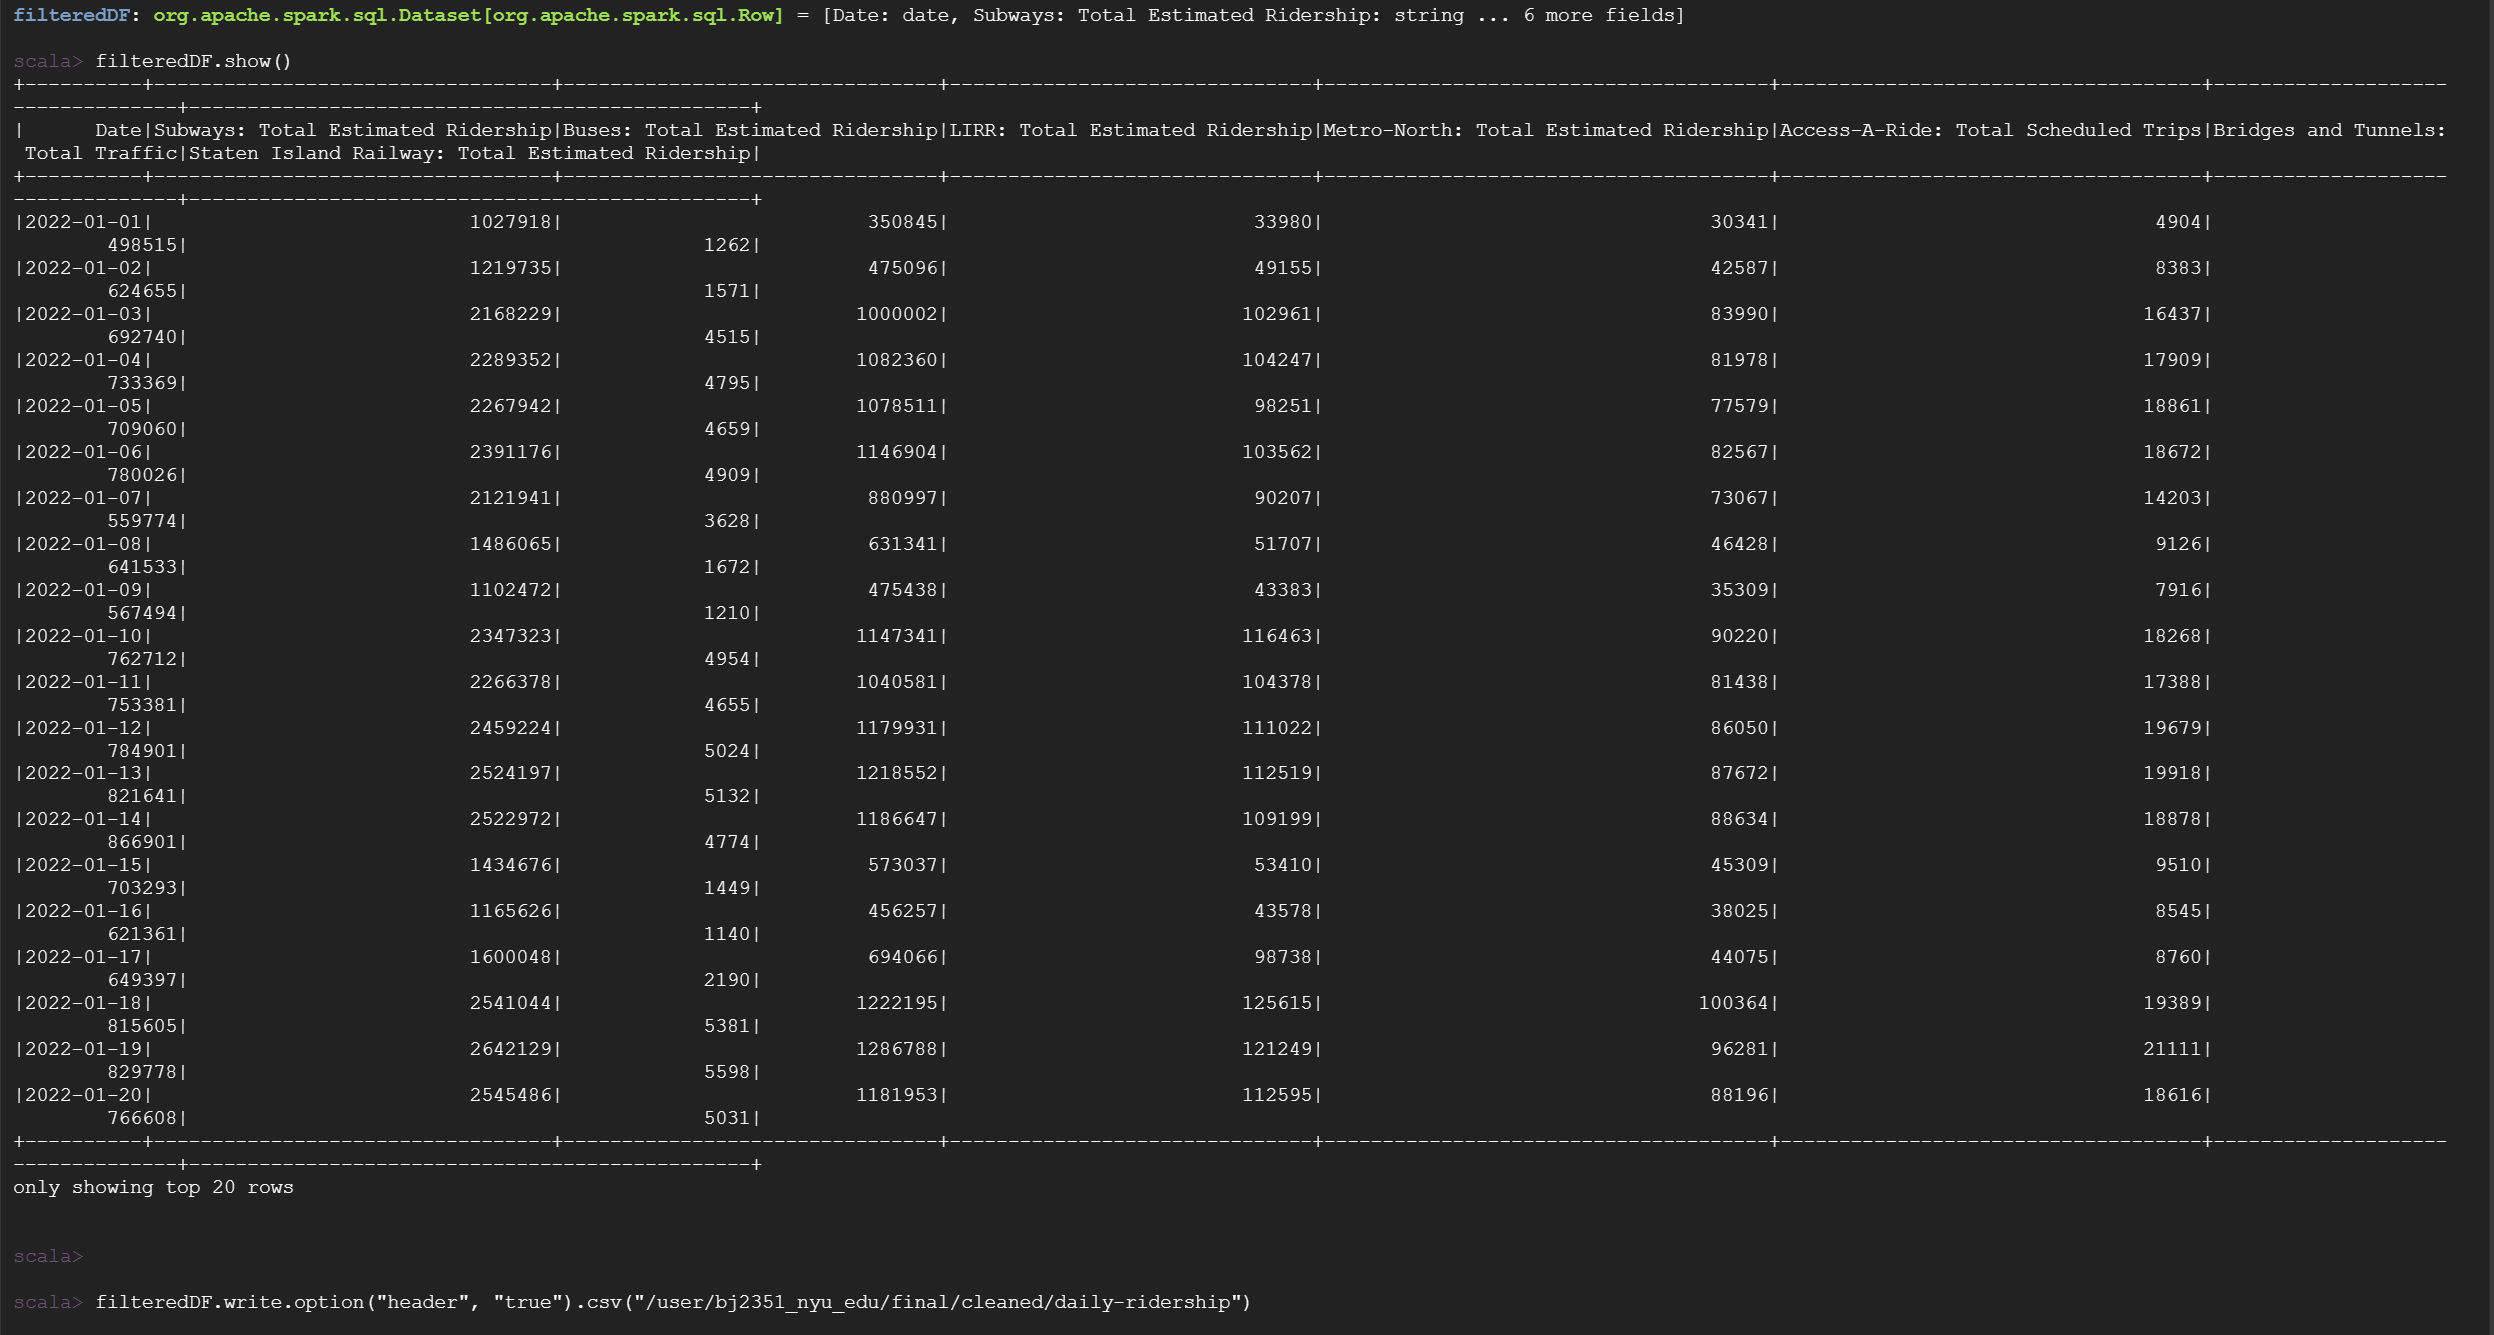 filteredDF: org.apache.spark.sql.Dataset[org.apache.spark.sql.Row] = [Date: date, Subways: Total Estimated Ridership: string ... 6 more fields]
scala> filteredDF.show()
+----------+----------------------------------+--------------------------------+-------------------------------+--------------------------------------+------------------------------------+--------------------
--------------+------------------------------------------------+
|      Date|Subways: Total Estimated Ridership|Buses: Total Estimated Ridership|LIRR: Total Estimated Ridership|Metro-North: Total Estimated Ridership|Access-A-Ride: Total Scheduled Trips|Bridges and Tunnels:
 Total Traffic|Staten Island Railway: Total Estimated Ridership|
+----------+----------------------------------+--------------------------------+-------------------------------+--------------------------------------+------------------------------------+--------------------
--------------+------------------------------------------------+
|2022-01-01|                           1027918|                          350845|                          33980|                                 30341|                                4904|
        498515|                                            1262|
|2022-01-02|                           1219735|                          475096|                          49155|                                 42587|                                8383|
        624655|                                            1571|
|2022-01-03|                           2168229|                         1000002|                         102961|                                 83990|                               16437|
        692740|                                            4515|
|2022-01-04|                           2289352|                         1082360|                         104247|                                 81978|                               17909|
        733369|                                            4795|
|2022-01-05|                           2267942|                         1078511|                          98251|                                 77579|                               18861|
        709060|                                            4659|
|2022-01-06|                           2391176|                         1146904|                         103562|                                 82567|                               18672|
        780026|                                            4909|
|2022-01-07|                           2121941|                          880997|                          90207|                                 73067|                               14203|
        559774|                                            3628|
|2022-01-08|                           1486065|                          631341|                          51707|                                 46428|                                9126|
        641533|                                            1672|
|2022-01-09|                           1102472|                          475438|                          43383|                                 35309|                                7916|
        567494|                                            1210|
|2022-01-10|                           2347323|                         1147341|                         116463|                                 90220|                               18268|
        762712|                                            4954|
|2022-01-11|                           2266378|                         1040581|                         104378|                                 81438|                               17388|
        753381|                                            4655|
|2022-01-12|                           2459224|                         1179931|                         111022|                                 86050|                               19679|
        784901|                                            5024|
|2022-01-13|                           2524197|                         1218552|                         112519|                                 87672|                               19918|
        821641|                                            5132|
|2022-01-14|                           2522972|                         1186647|                         109199|                                 88634|                               18878|
        866901|                                            4774|
|2022-01-15|                           1434676|                          573037|                          53410|                                 45309|                                9510|
        703293|                                            1449|
|2022-01-16|                           1165626|                          456257|                          43578|                                 38025|                                8545|
        621361|                                            1140|
|2022-01-17|                           1600048|                          694066|                          98738|                                 44075|                                8760|
        649397|                                            2190|
|2022-01-18|                           2541044|                         1222195|                         125615|                                100364|                               19389|
        815605|                                            5381|
|2022-01-19|                           2642129|                         1286788|                         121249|                                 96281|                               21111|
        829778|                                            5598|
|2022-01-20|                           2545486|                         1181953|                         112595|                                 88196|                               18616|
        766608|                                            5031|
+----------+----------------------------------+--------------------------------+-------------------------------+--------------------------------------+------------------------------------+--------------------
--------------+------------------------------------------------+
only showing top 20 rows
scala>
scala> filteredDF.write.option("header", "true").csv("/user/bj2351_nyu_edu/final/cleaned/daily-ridership")